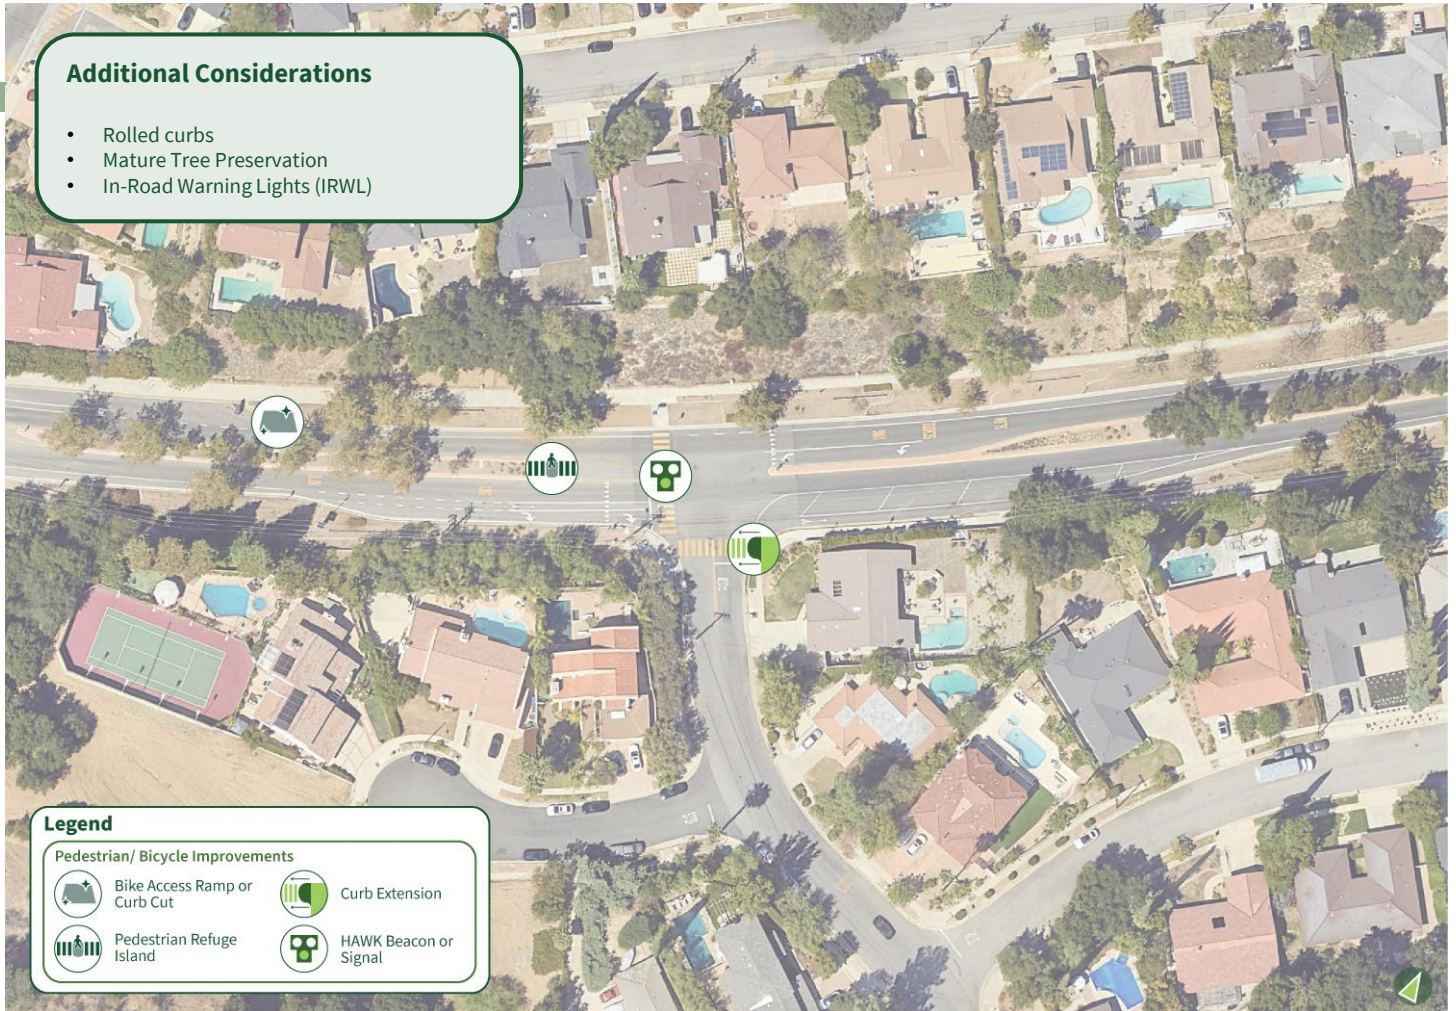 Additional Considerations
• Rolled curbs
• Mature Tree Preservation
• In-Road Warning Lights (IRWL)
Legend
Pedestrian/ Bicycle Improvements
Bike Access Ramp or
Curb Cut
Curb Extension
Pedestrian Refuge
Island
HAWK Beacon or
Signal